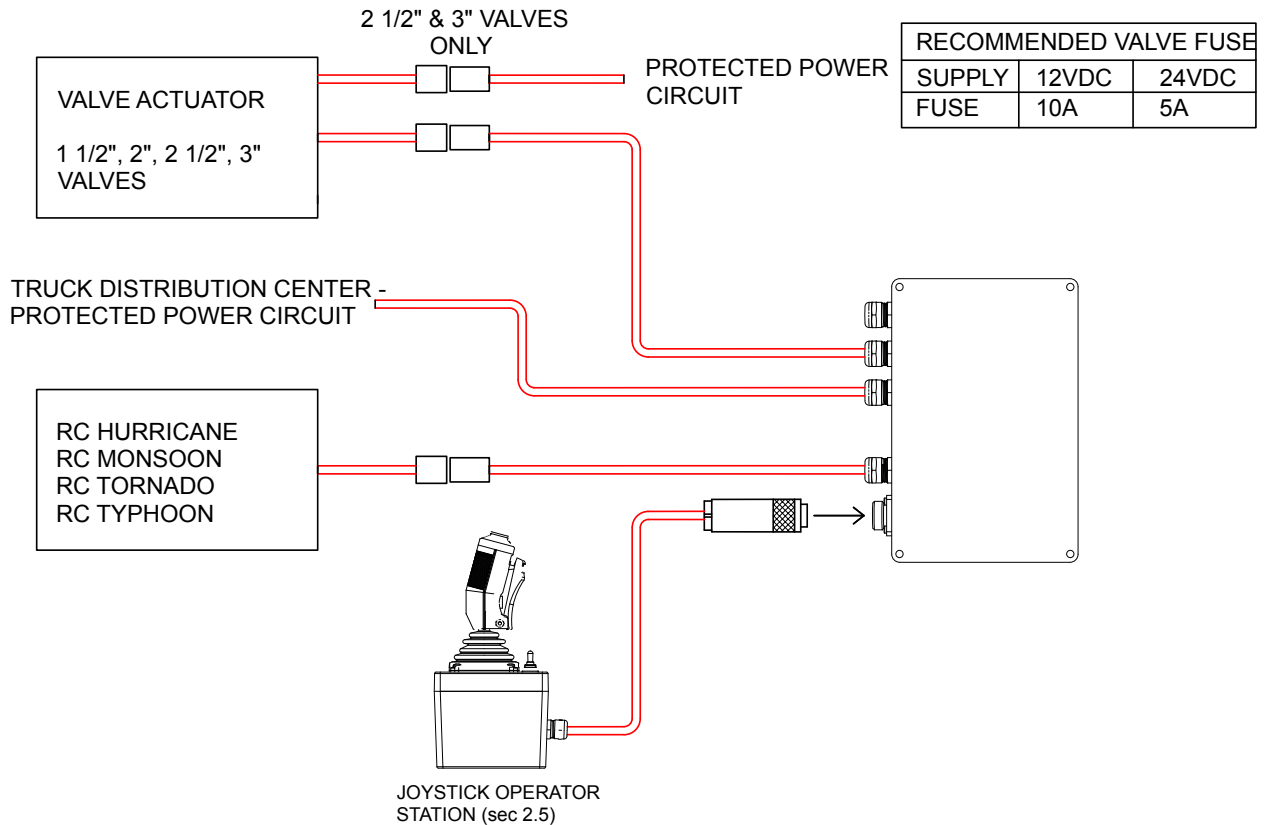 2 1/2" & 3" VALVES
ONLY
RECOMMENDED VALVE FUSE
SUPPLY 12VDC 24VDC
FUSE 10A 5A
PROTECTED POWER
CIRCUIT
VALVE ACTUATOR
1 1/2", 2", 2 1/2", 3"
VALVES
TRUCK DISTRIBUTION CENTER -
PROTECTED POWER CIRCUIT
RC HURRICANE
RC MONSOON
RC TORNADO
RC TYPHOON
JOYSTICK OPERATOR
STATION (sec 2.5)